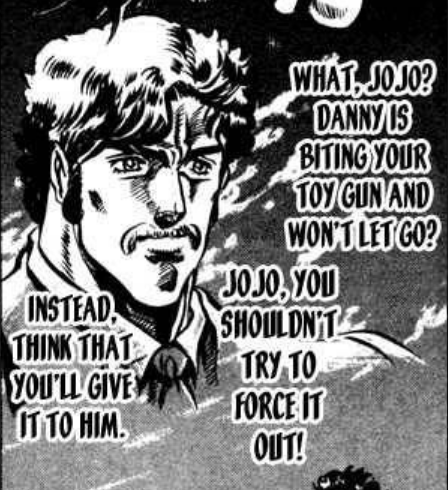 WHAT, JOJO?
DANNY IS
BITING YOUR
TOY GUN AND
WON'T LET GO?
JOJO, YOU
SHOULDN'T
TRY TO
FORCE IT
OUT!
INSTEAD,
THINK THAT
YOU'LL GIVE
IT TO HIM.